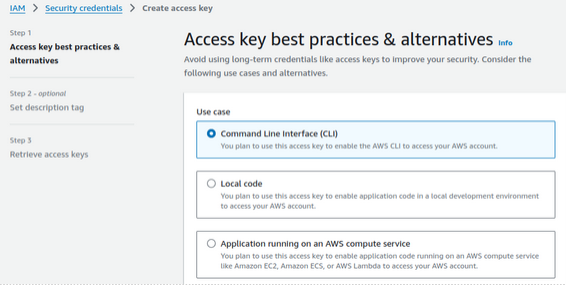 IAM > Security credentials > Create access key
Step 1
Access key best practices &
alternatives
Step 2 - optional
Set description tag
Step 3
Retrieve access keys
Access key best practices & alternatives Info
Avoid using long-term credentials like access keys to improve your security. Consider the
following use cases and alternatives.
Use case
Command Line Interface (CLI)
You plan to use this access key to enable the AWS CLI to access your AWS account.
Local code
You plan to use this access key to enable application code in a local development environment
to access your AWS account.
Application running on an AWS compute service
You plan to use this access key to enable application code running on an AWS compute service
like Amazon EC2, Amazon ECS, or AWS Lambda to access your AWS account.